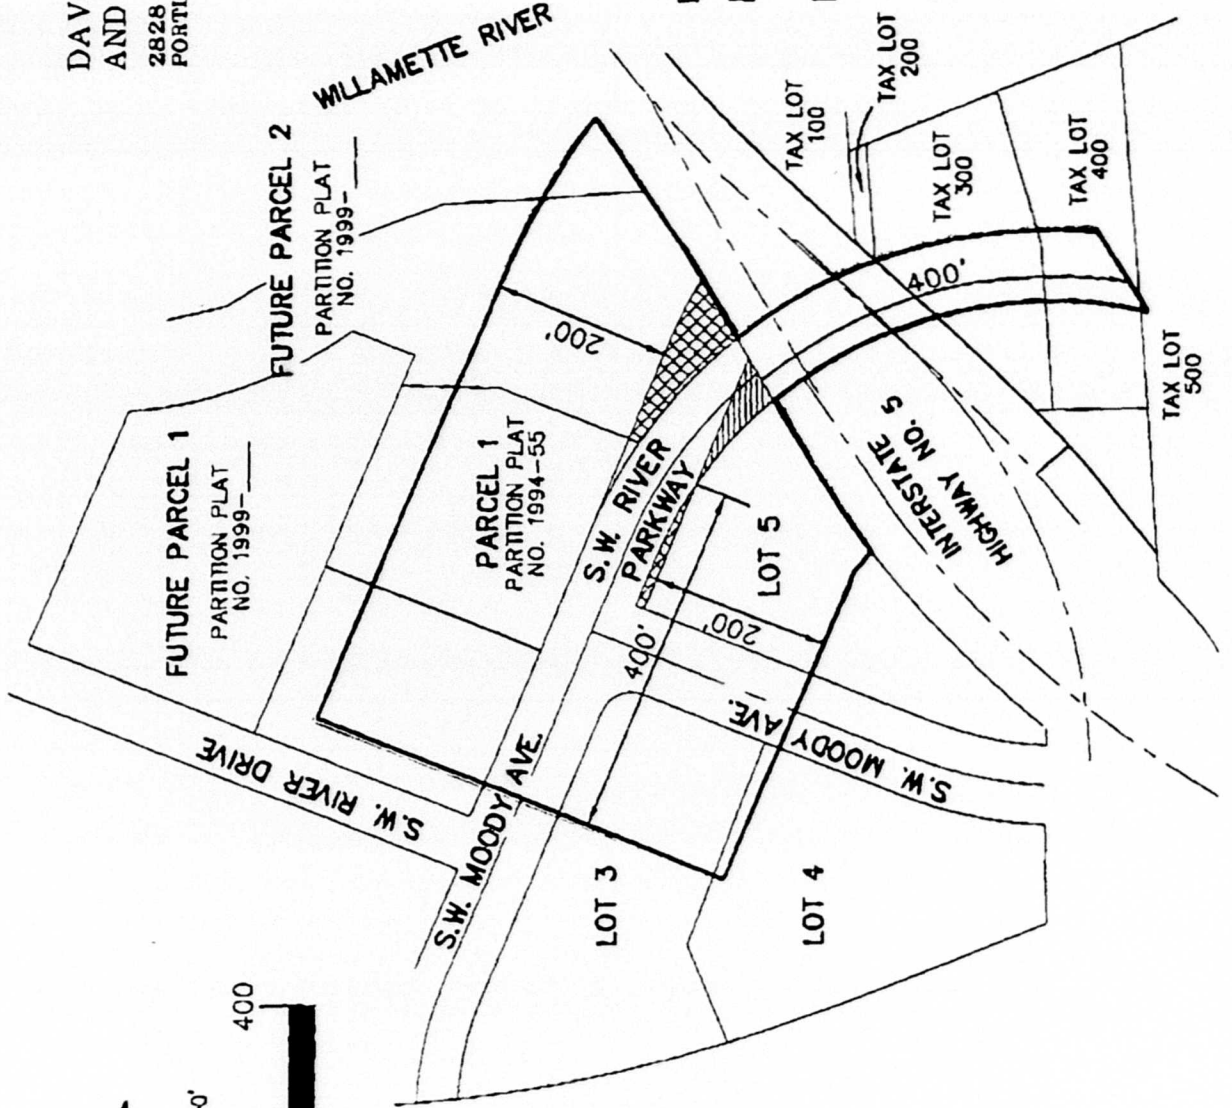 DAV
AND
2828
PORTI
WILLAMETTE RIVER
FUTURE PARCEL 2
PARTITION PLAT
NO. 1999-
FUTURE PARCEL 1
PARTITION PLAT
NO. 1999-
PARCEL 1
PARTITION PLAT
NO. 1994-55
200'
S.W. RIVER
PARKWAY
TAX LOT
100
TAX LOT
200
TAX LOT
300
TAX LOT
400
400'
TAX LOT
500
INTERSTATE
HIGHWAY NO. 5
LOT 5
200'
400'
S.W. MOODY AVE.
S.W. RIVER DRIVE
S.W. MOODY AVE.
LOT 3
LOT 4
400
0'